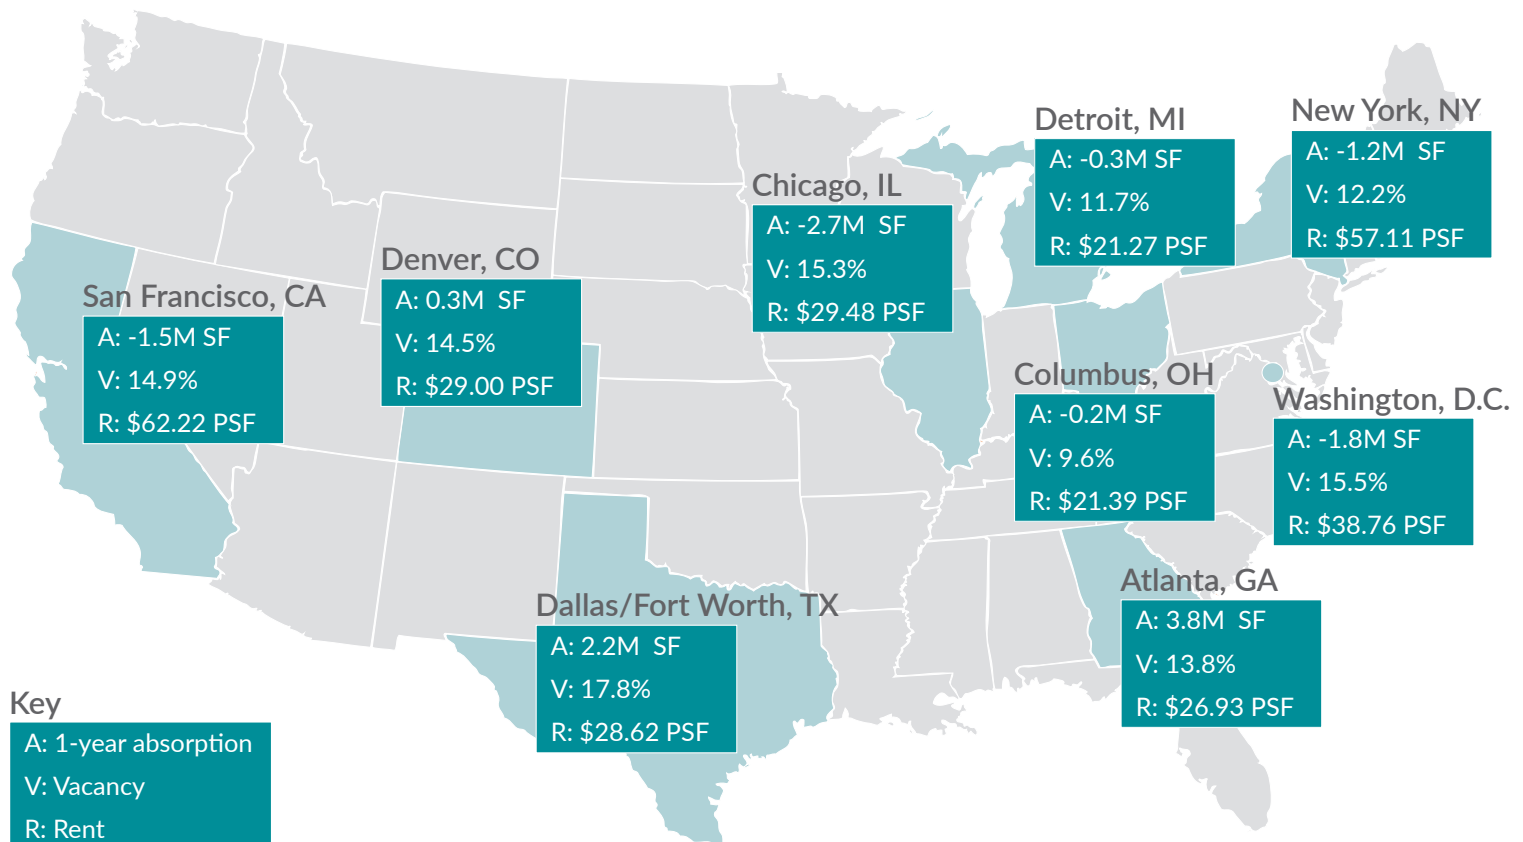 Detroit, MI
A: -0.3M SF
V: 11.7%
R: $21.27 PSF
New York, NY
A: -1.2M SF
V: 12.2%
R: $57.11 PSF
Chicago, IL
A: -2.7M SF
V: 15.3%
R: $29.48 PSF
Denver, CO
A: 0.3M SF
V: 14.5%
R: $29.00 PSF
San Francisco, CA
A: -1.5M SF
V: 14.9%
R: $62.22 PSF
Columbus, OH
A: -0.2M SF
V: 9.6%
R: $21.39 PSF
Washington, D.C.
A: -1.8M SF
V: 15.5%
R: $38.76 PSF
Atlanta, GA
A: 3.8M SF
V: 13.8%
R: $26.93 PSF
Dallas/Fort Worth, TX
A: 2.2M SF
V: 17.8%
R: $28.62 PSF
Key
A: 1-year absorption
V: Vacancy
R: Rent